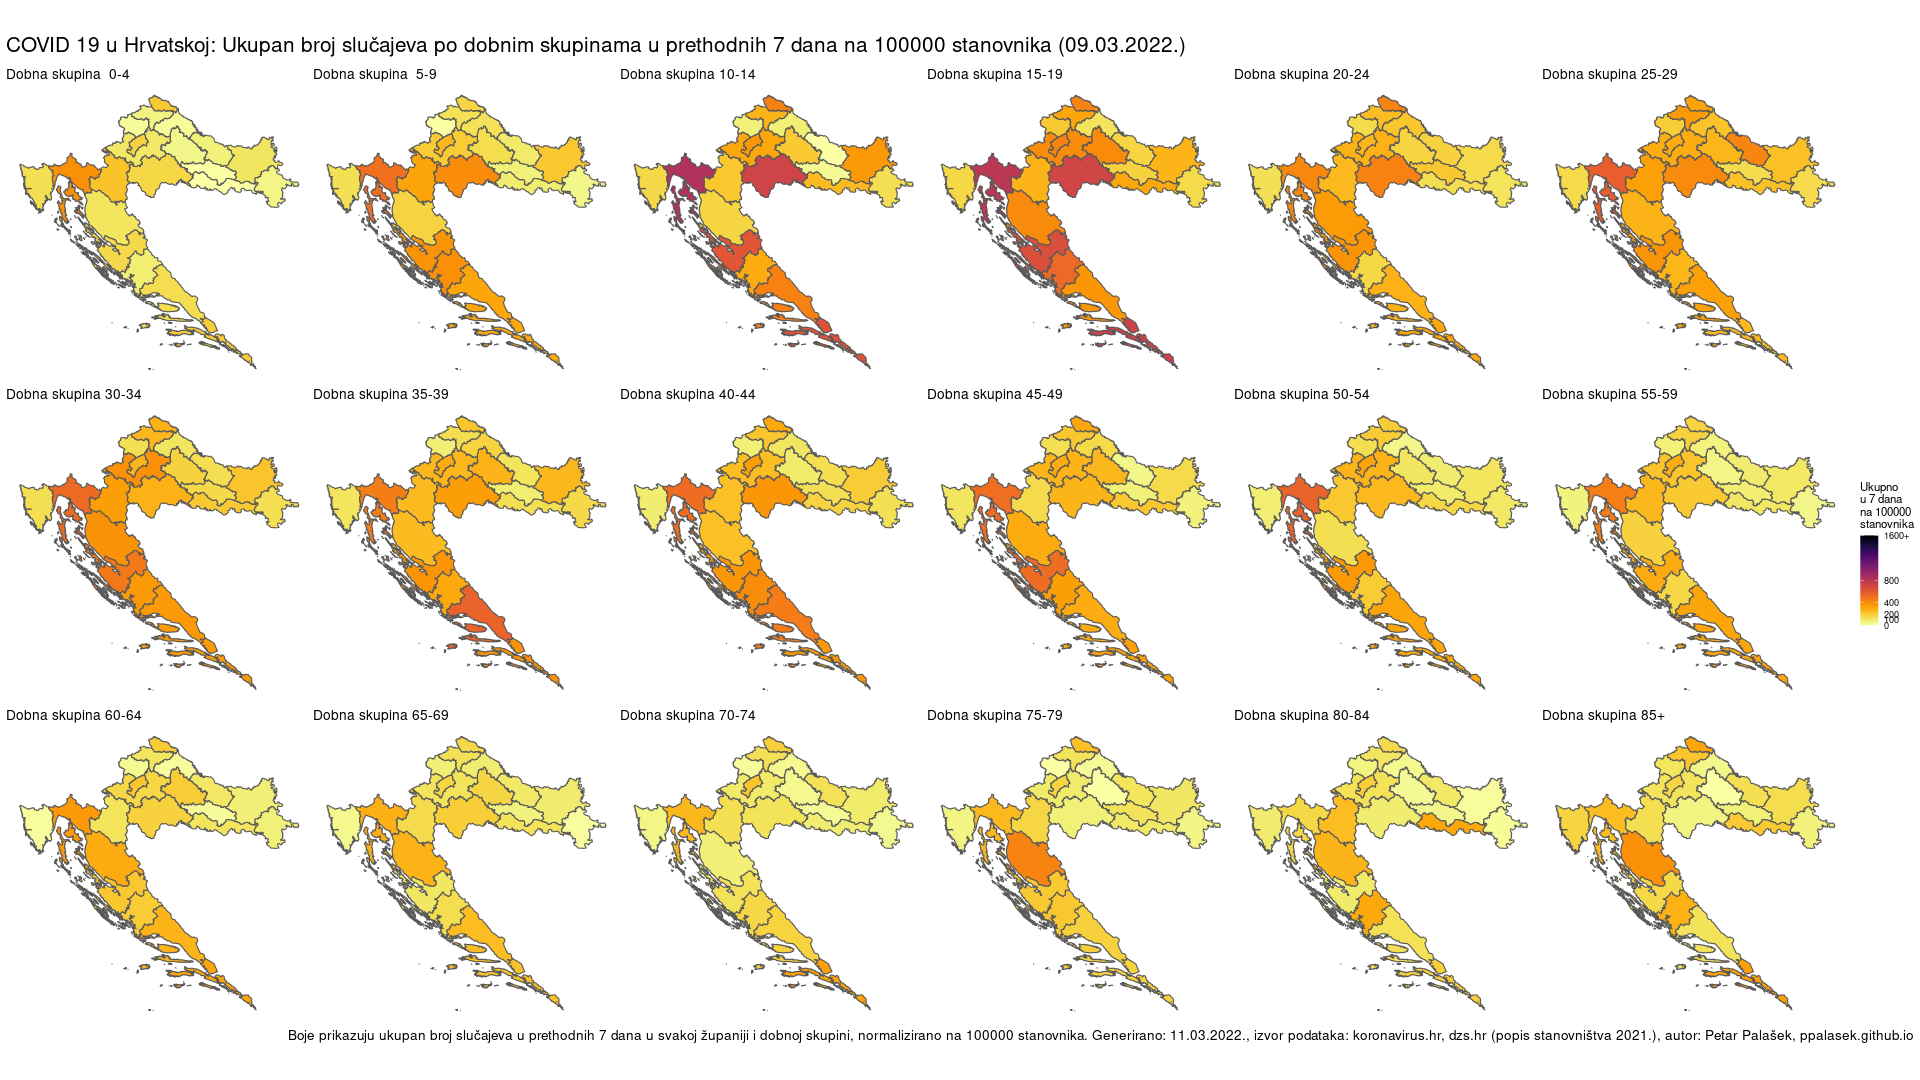 COVID 19 u Hrvatskoj: Ukupan broj slučajeva po dobnim skupinama u prethodnih 7 dana na 100000 stanovnika (09.03.2022.)
Dobna skupina  0-4
Dobna skupina  5-9
Dobna skupina 10-14
Dobna skupina 15-19
Dobna skupina 20-24
Dobna skupina 25-29
Dobna skupina 30-34
Dobna skupina 35-39
Dobna skupina 40-44
Dobna skupina 45-49
Dobna skupina 50-54
Dobna skupina 55-59
Ukupno
u 7 dana
na 100000
stanovnika
1600+
800
400
200
100
0
Dobna skupina 60-64
Dobna skupina 65-69
Dobna skupina 70-74
Dobna skupina 75-79
Dobna skupina 80-84
Dobna skupina 85+
Boje prikazuju ukupan broj slučajeva u prethodnih 7 dana u svakoj županiji i dobnoj skupini, normalizirano na 100000 stanovnika. Generirano: 11.03.2022., izvor podataka: koronavirus.hr, dzs.hr (popis stanovništva 2021.), autor: Petar Palašek, ppalasek.github.io